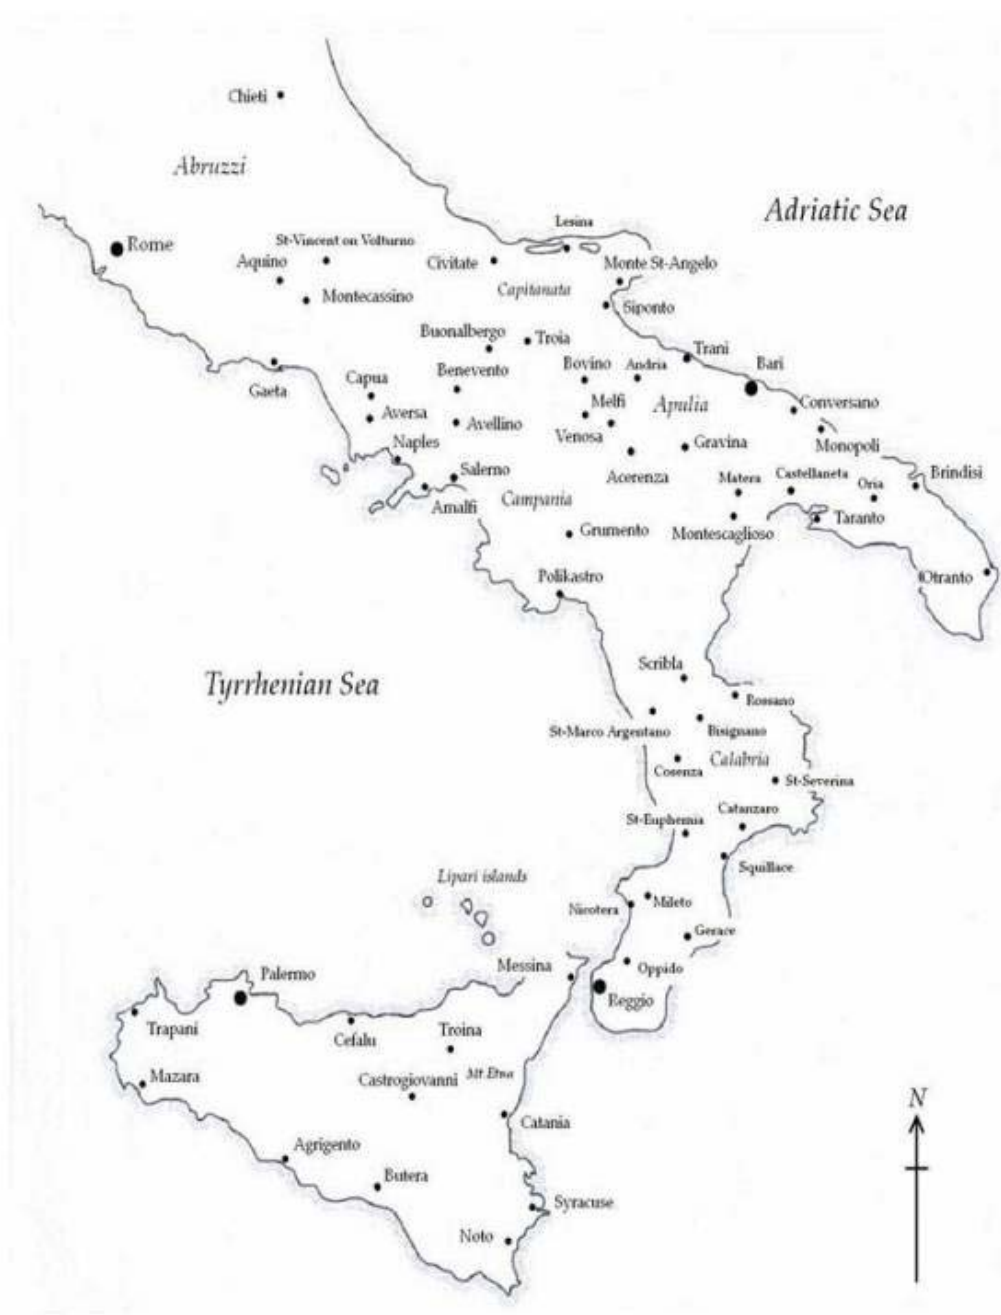 Chieti
Abruzzi
Adriatic Sea
Lesina
Rome
St-Vincent on Volturno
Aquino
Civitate
Monte St-Angelo
Montecassino
Capitanata
Siponto
Buonalbergo
Troia
Trani
Bari
Bovino
Andria
Benevento
Capua
Gaeta
Melfi
Apulia
Conversano
Aversa
Avellino
Venosa
Naples
Gravina
Monopoli
Salerno
Acerenza
Matera
Castellaneta
Oria
Brindisi
Amalfi
Campania
Taranto
Grumento
Montescaglioso
Polikastro
Otranto
Scribla
Tyrrhenian Sea
Rossano
St-Marco Argentano
Bisignano
Cosenza
Calabria
St-Severina
Catanzaro
St-Euphemia
Squillace
Lipari islands
Nicotera
Mileto
Gerace
Messina
Oppido
Palermo
Reggio
Trapani
Cefalu
Troina
Mazara
Castrogiovanni
Mt Etna
N
Catania
Agrigento
Butera
Syracuse
Noto